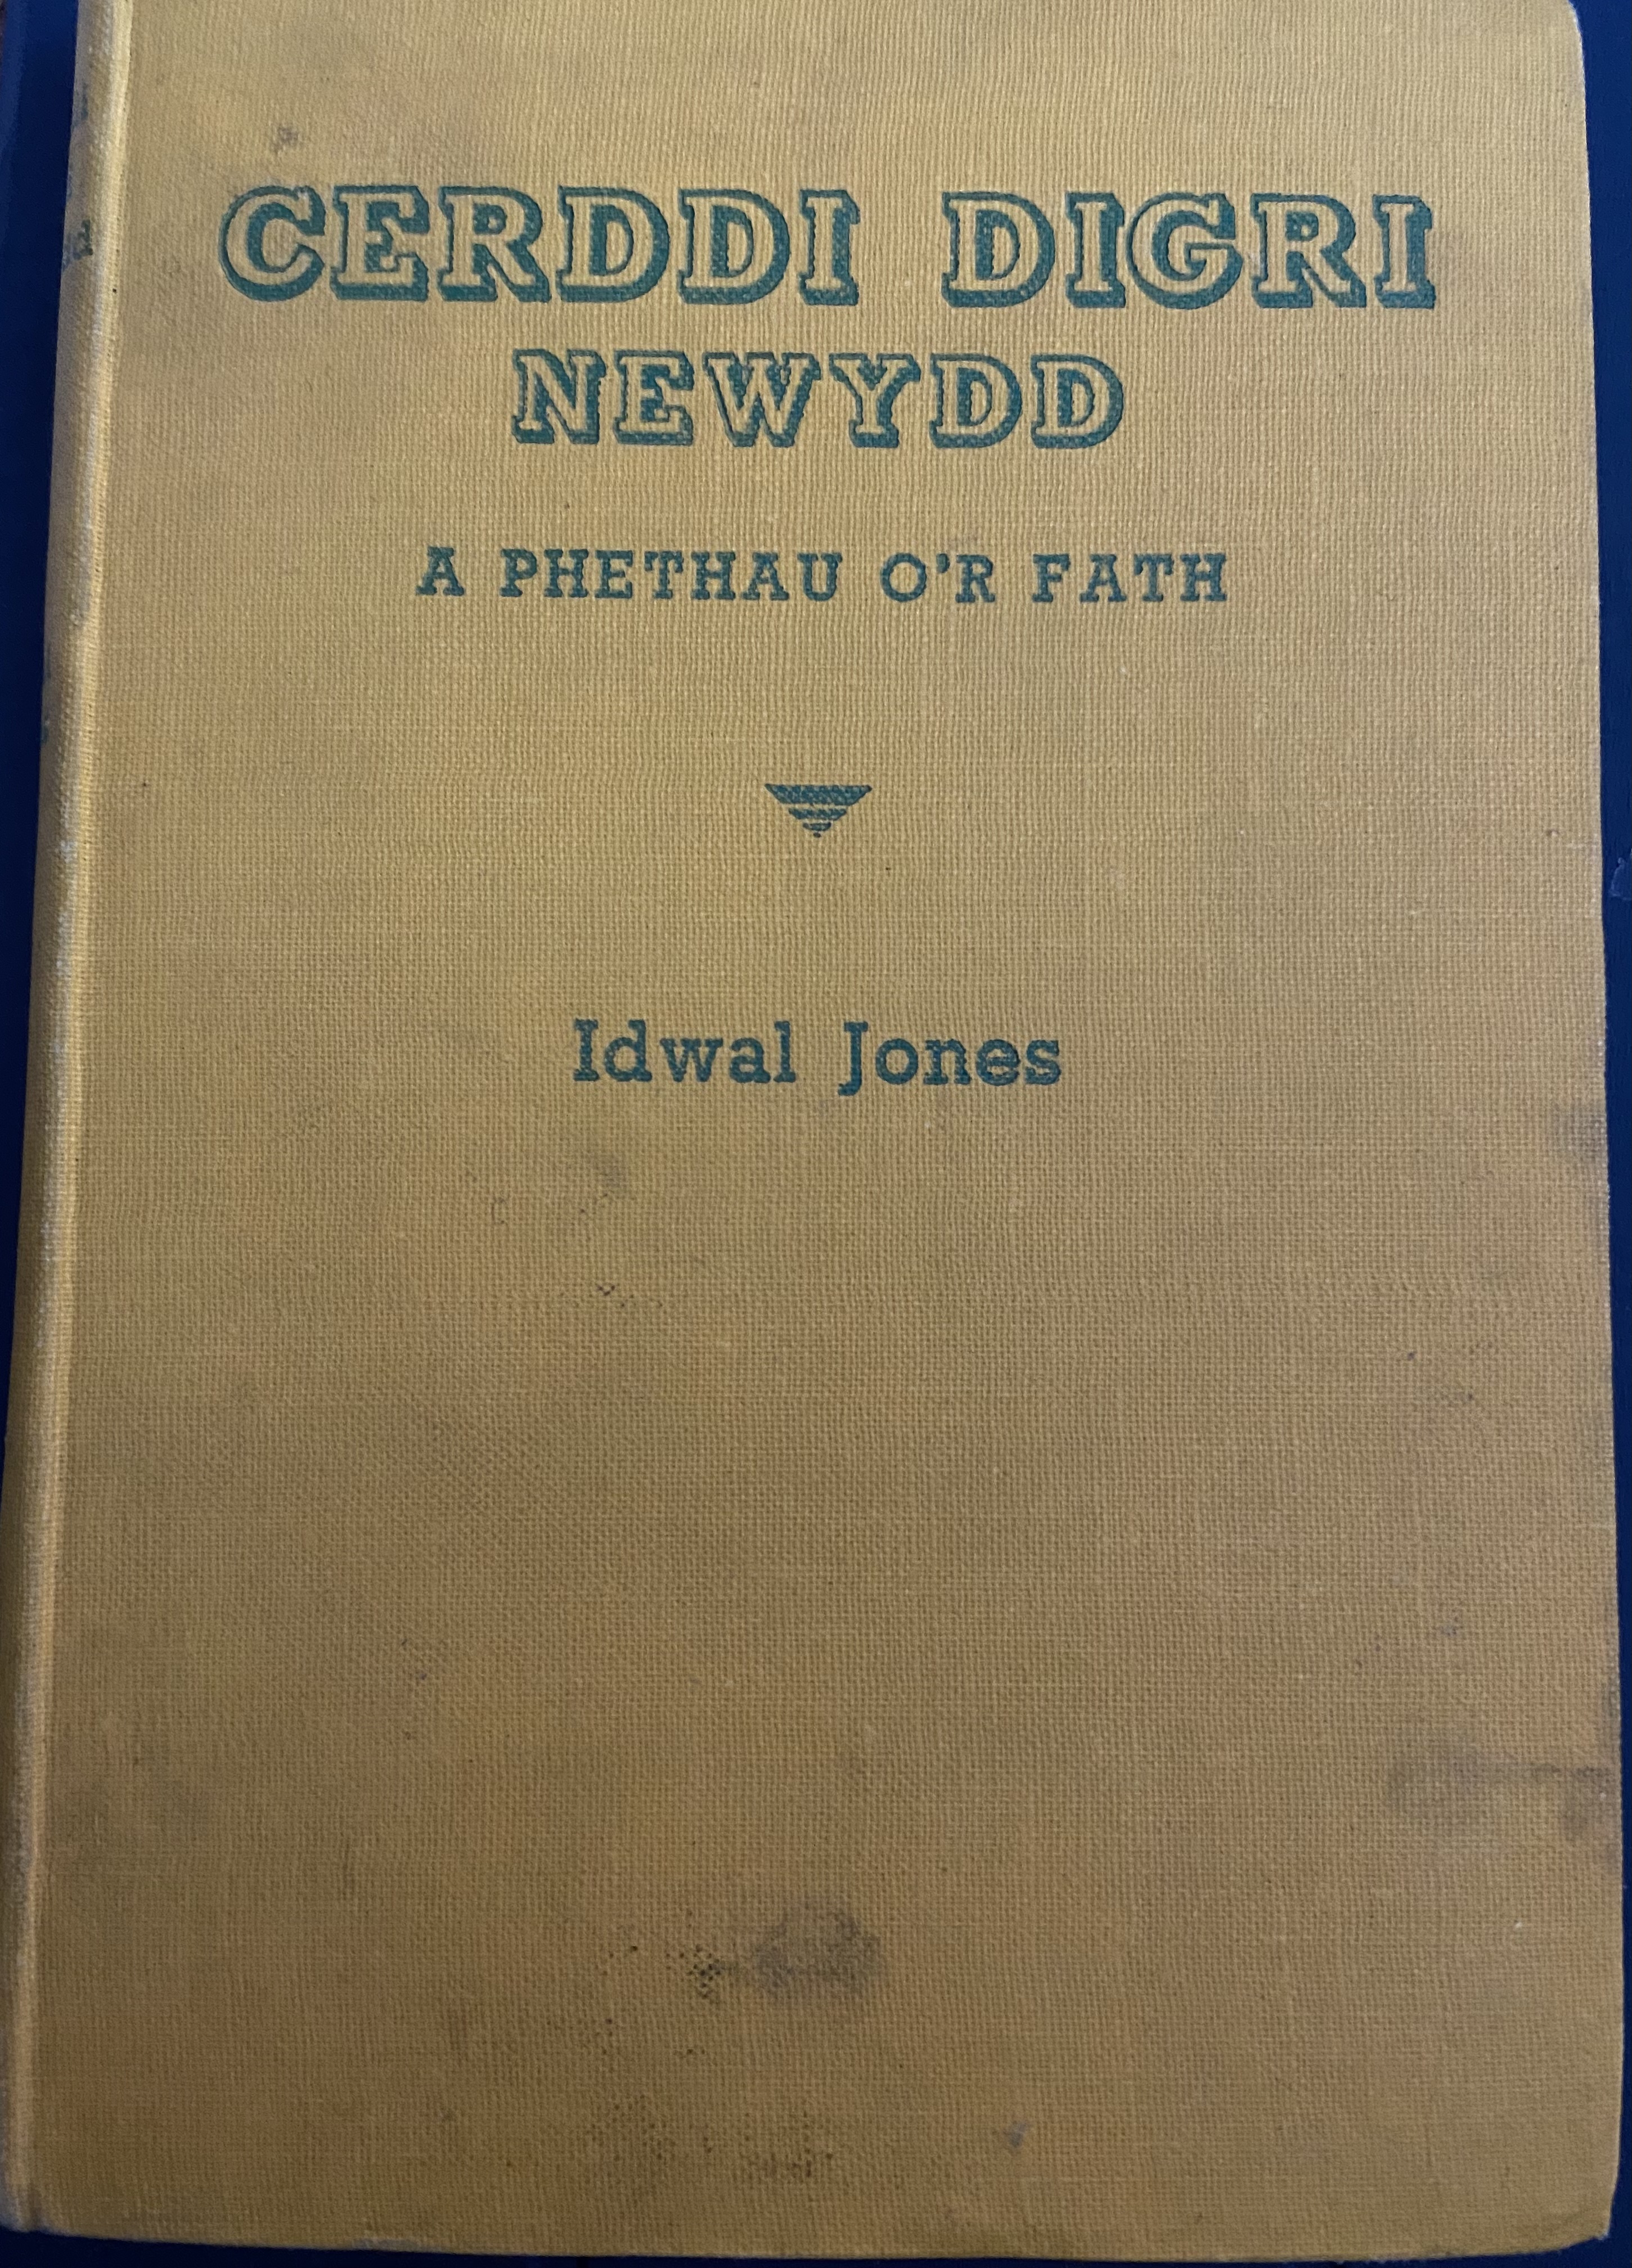 CERDDI DIGRI
NEWYDD
A PHETHAU O'R FATH
Idwal Jones